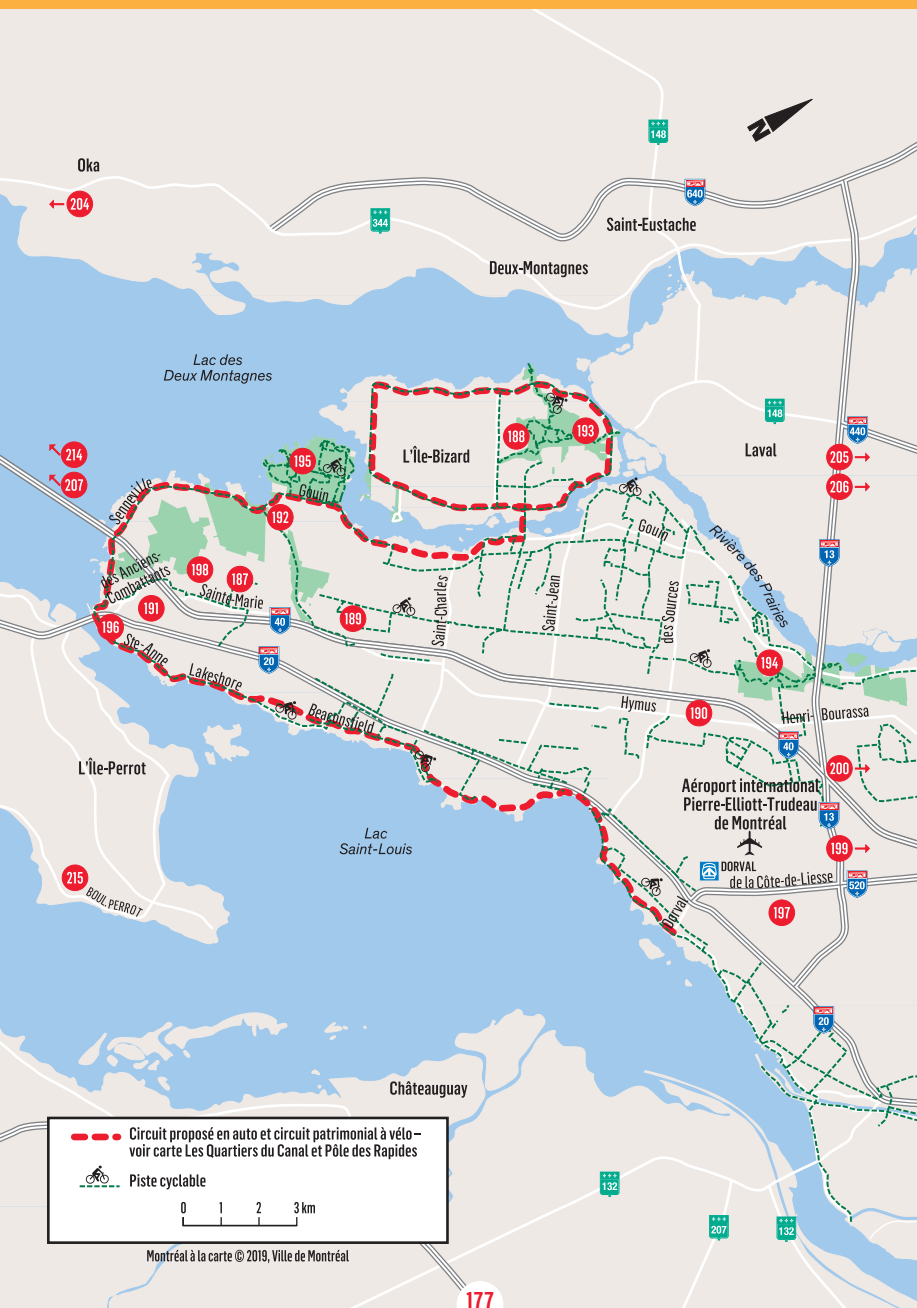 148
Oka
204
640
344
Saint-Eustache
Deux-Montagnes
Lac des
Deux Montagnes
148
440
188
193
L'Île-Bizard
Laval
214
205
195
207
206
Gouin
Senneville
192
Gouin
Rivière des Prairies
13
des Anciens-
Combattants
198
187
Sainte-Marie
191
189
Saint-Charles
Saint-Jean
des Sources
196
40
20
Ste-Anne
Lakeshore
194
Beaconsfield
Hymus
190
Henri-Bourassa
40
L'Île-Perrot
200
Aéroport international
Pierre-Elliott-Trudeau
de Montréal
13
Lac
Saint-Louis
199
DORVAL
de la Côte-de-Liesse
520
215
BOUL. PERROT
Dorval
197
20
Châteauguay
Circuit proposé en auto et circuit patrimonial à vélo –
voir carte Les Quartiers du Canal et Pôle des Rapides
Piste cyclable
0 1 2 3 km
132
207
132
Montréal à la carte © 2019, Ville de Montréal
177
N